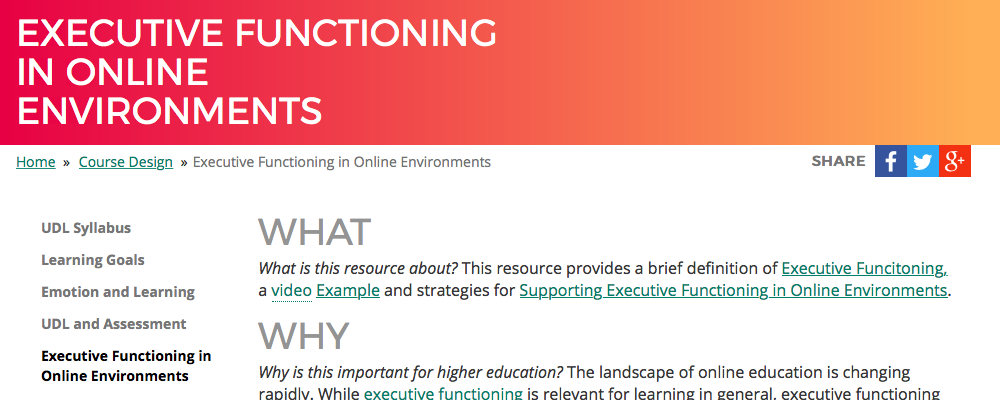 EXECUTIVE FUNCTIONING
IN ONLINE
ENVIRONMENTS
Home » Course Design » Executive Functioning in Online Environments
SHARE f g+
UDL Syllabus
Learning Goals
Emotion and Learning
UDL and Assessment
Executive Functioning in
Online Environments
WHAT
What is this resource about? This resource provides a brief definition of Executive Funcitoning,
a video Example and strategies for Supporting Executive Functioning in Online Environments.
WHY
Why is this important for higher education? The landscape of online education is changing
rapidly. While executive functioning is relevant for learning in general, executive functioning